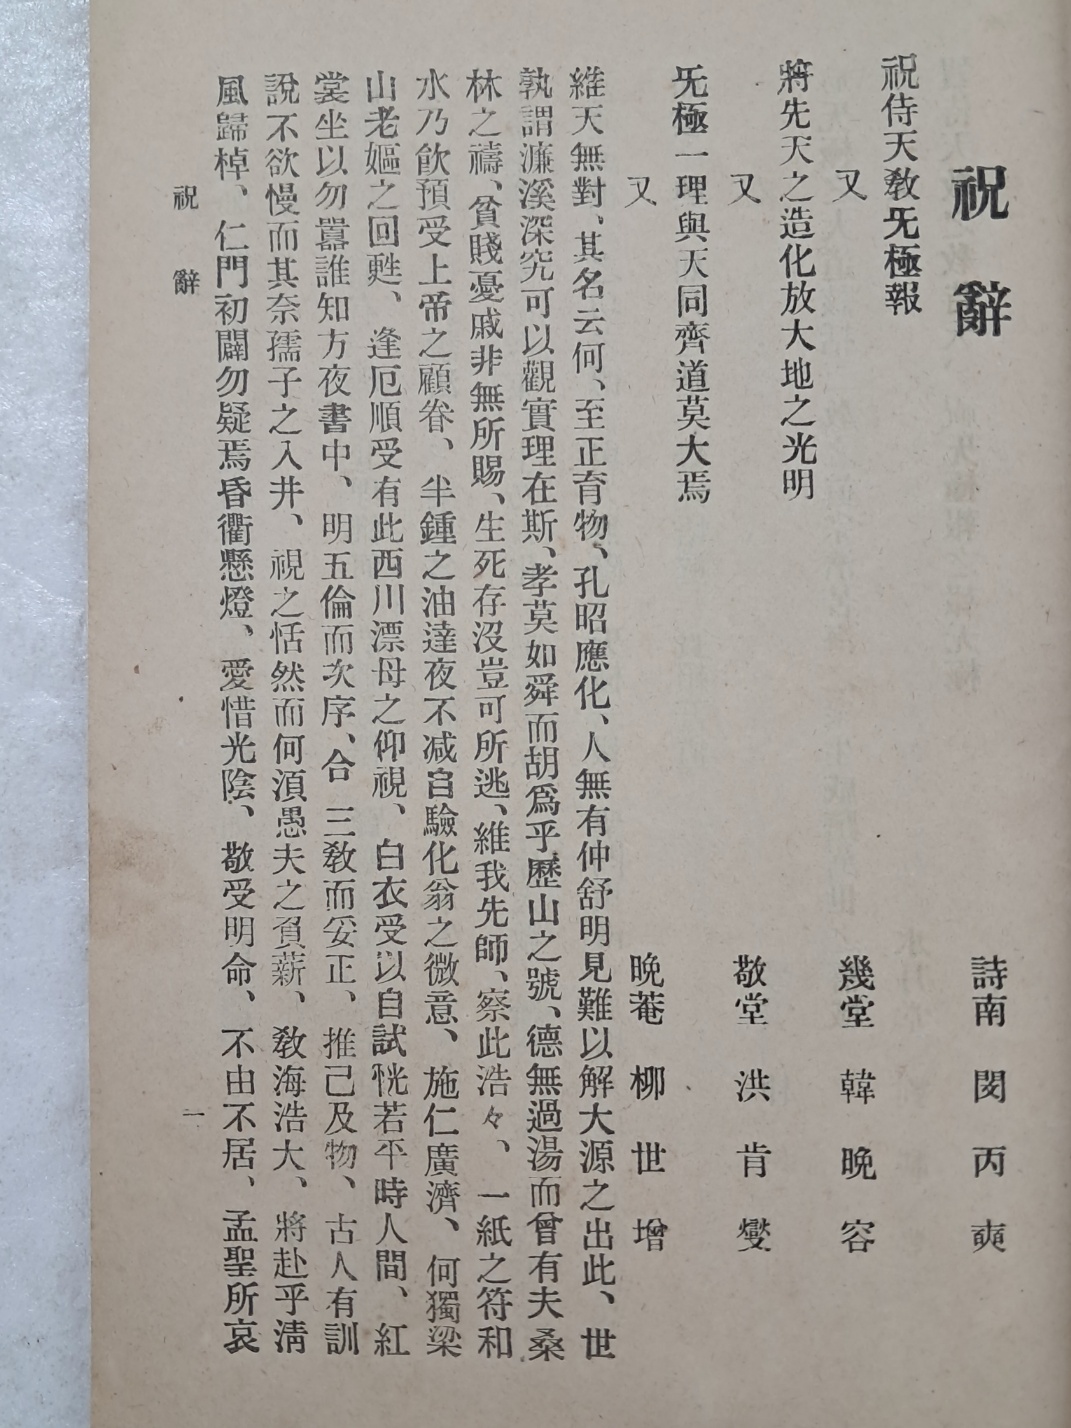 祝辭
詩南 閔丙奭
祝侍天敎旡極報
又
幾堂 韓晩容
將先天之造化放大地之光明
又
敬堂 洪肯燮
旡極一理與天同齊道莫大焉
又
晩菴 柳世增
維天無對、其名云何、至正育物、孔昭應化、人無有仲舒明見難以解大源之出此、世
孰謂濂溪深究可以觀實理在斯、孝莫如舜而胡爲乎歷山之號、德無過湯而曾有夫桑
林之禱、貧賤憂戚非無所賜、生死存沒豈可所逃、維我先師、察此浩々、一紙之符和
水乃飮預受上帝之顧眷、半鍾之油達夜不减自驗化翁之微意、施仁廣濟、何獨梁
山老嫗之回甦、逢厄順受有此西川漂母之仰視、白衣受以自試恍若平時人間、紅
裳坐以勿囂誰知方夜書中、明五倫而次序、合三敎而妥正、推己及物、古人有訓
說不欲慢而其奈孺子之入井、視之恬然而何須愚夫之負薪、敎海浩大、將赴乎淸
風歸棹、仁門初闢勿疑焉昏衢懸燈、愛惜光陰、敬受明命、不由不居、孟聖所哀
祝辭
一